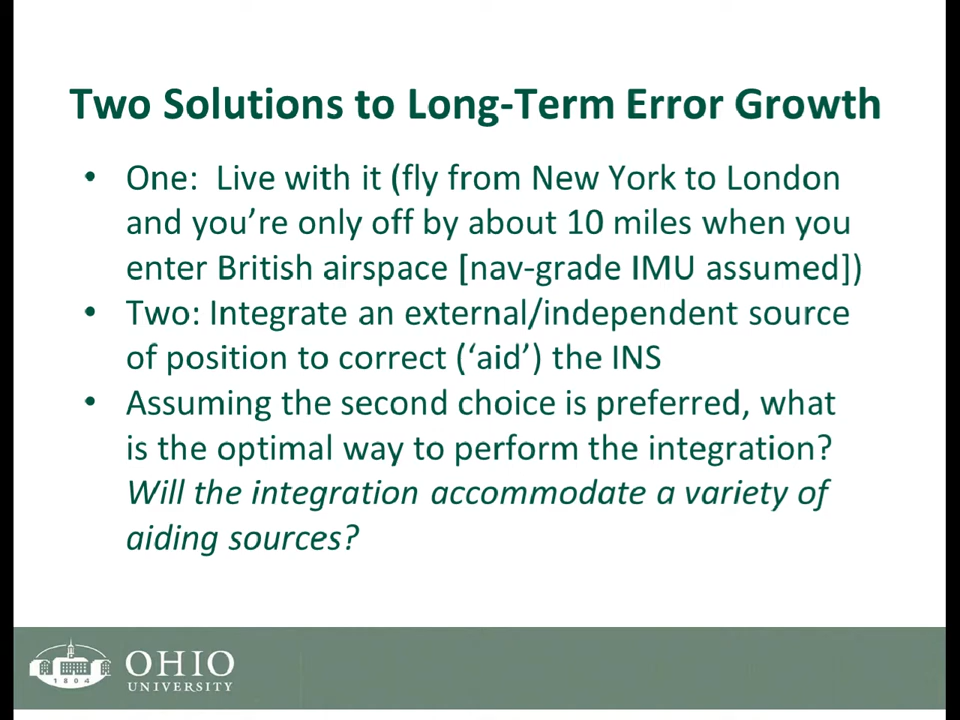 Two Solutions to Long-Term Error Growth
• One:  Live with it (fly from New York to London
and you're only off by about 10 miles when you
enter British airspace [nav-grade IMU assumed])
• Two: Integrate an external/independent source
of position to correct ('aid') the INS
• Assuming the second choice is preferred, what
is the optimal way to perform the integration?
Will the integration accommodate a variety of
aiding sources?
1804
OHIO
UNIVERSITY